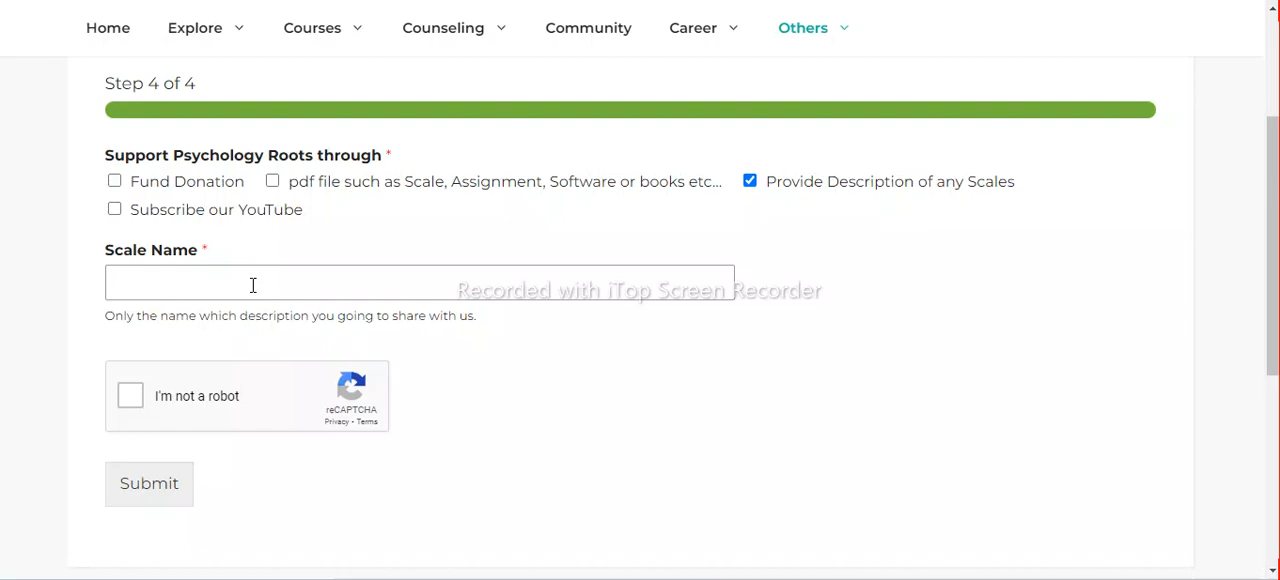 Home Explore Courses Counseling Community Career Others
Step 4 of 4
Support Psychology Roots through *
Fund Donation pdf file such as Scale, Assignment, Software or books etc... Provide Description of any Scales
Subscribe our YouTube
Scale Name *
Recorded with iTop Screen Recorder
Only the name which description you going to share with us.
I'm not a robot
reCAPTCHA
Privacy - Terms
Submit